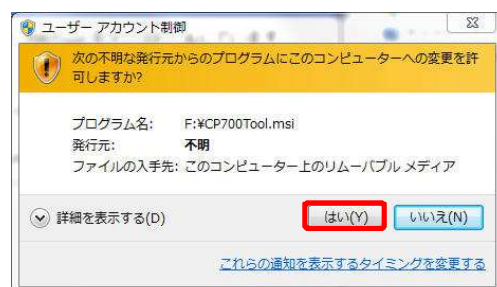 ユーザー アカウント制御
次の不明な発行元からのプログラムにこのコンピューターへの変更を許
可しますか?
プログラム名: F:¥CP700Tool.msi
発行元: 不明
ファイルの入手先: このコンピューター上のリムーバブル メディア
詳細を表示する(D) はい(Y) いいえ(N)
これらの通知を表示するタイミングを変更する